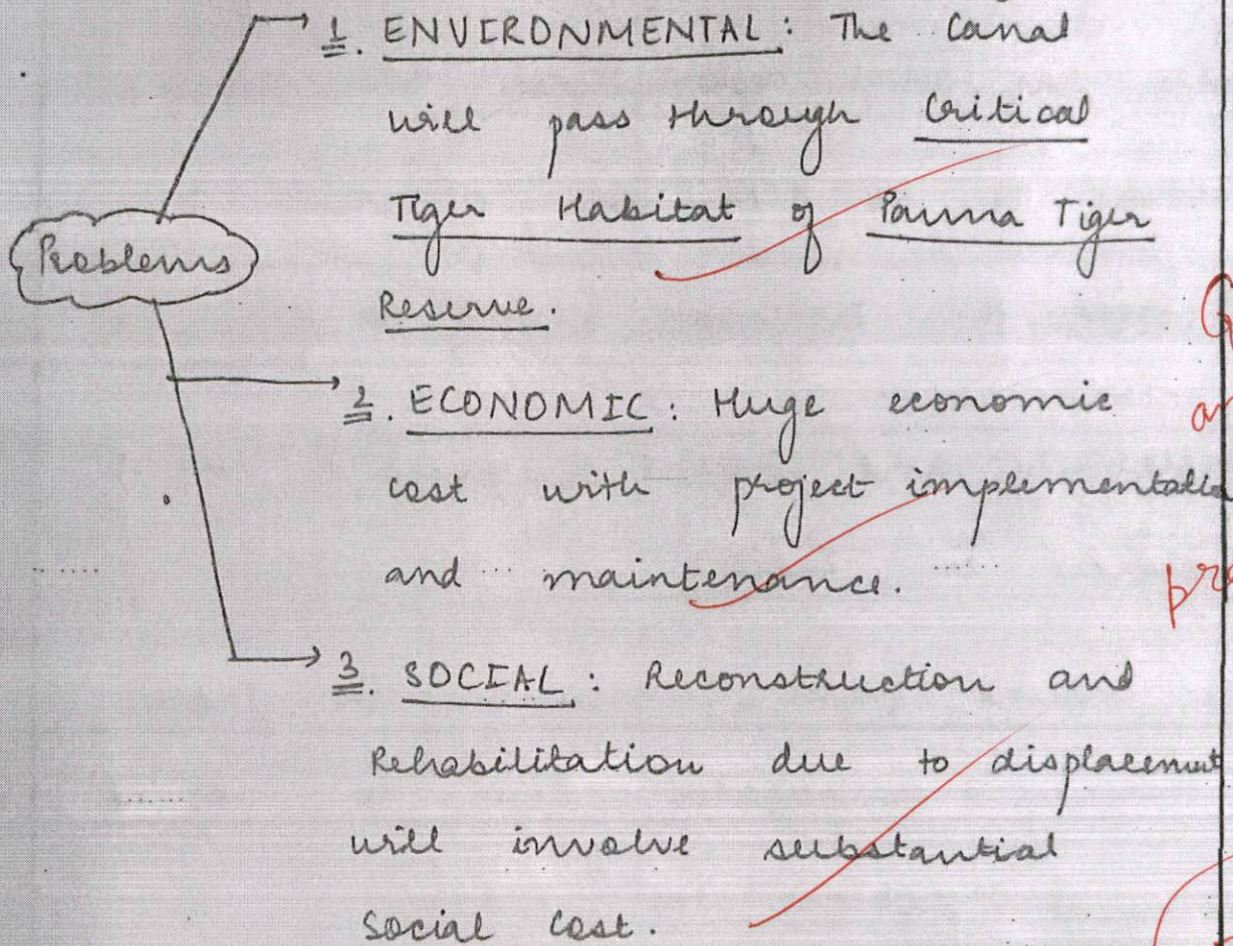 1. ENVIRONMENTAL: The Canal
will pass through Critical
Tiger Habitat of Panna Tiger
Reserve.
Problems
2. ECONOMIC: Huge economic
cost with project implementatio
and maintenance.
3. SOCIAL: Reconstruction and
Rehabilitation due to displacement
will involve substantial
Social Cost.